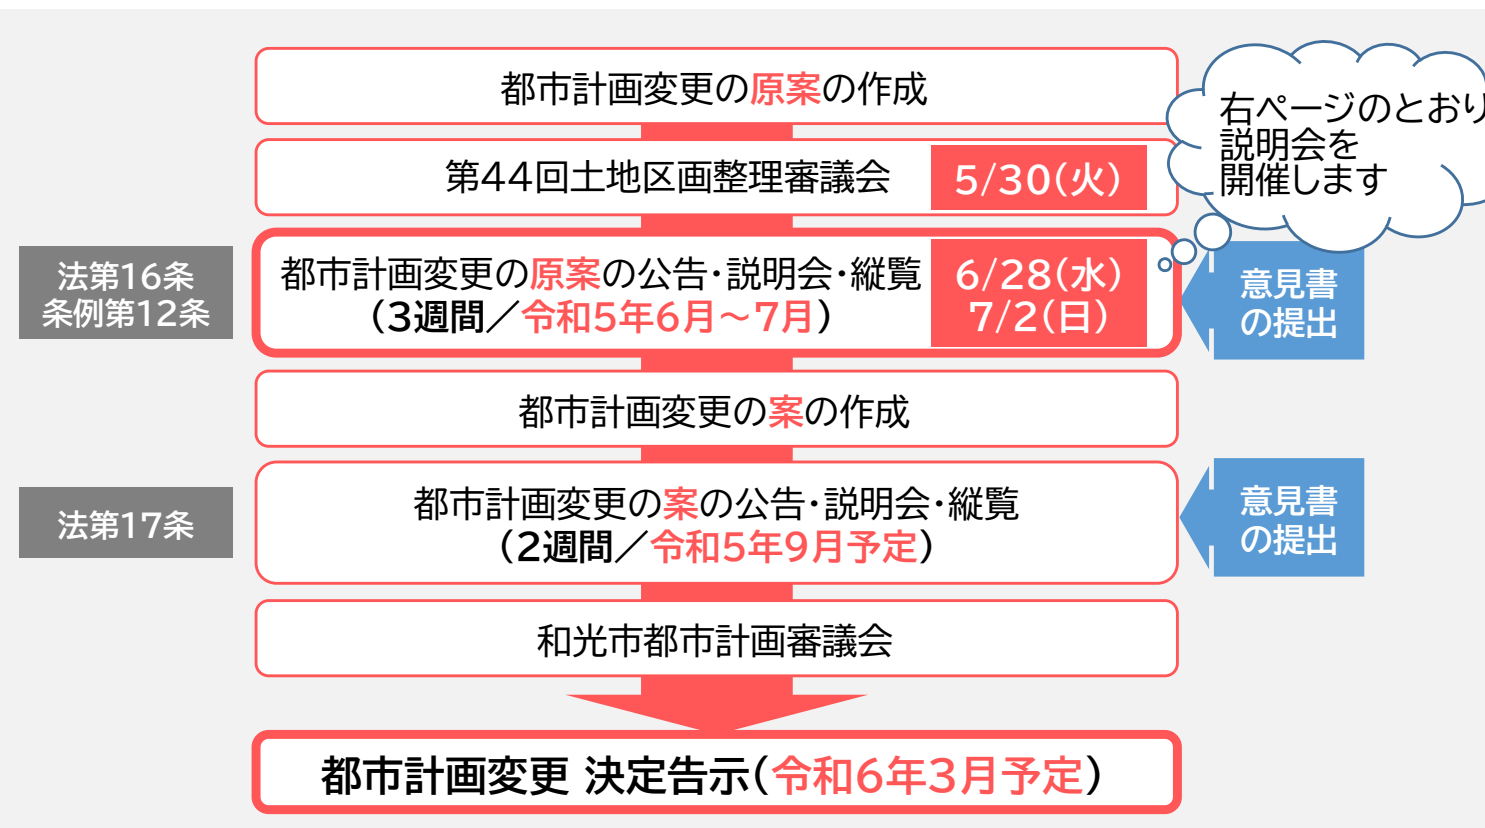 都市計画変更の原案の作成
右ページのとおり
説明会を
開催します
第44回土地区画整理審議会
5/30(火)
法第16条
条例第12条
都市計画変更の原案の公告・説明会・縦覧
(3週間／令和5年6月～7月)
6/28(水)
7/2(日)
意見書
の提出
都市計画変更の案の作成
法第17条
都市計画変更の案の公告・説明会・縦覧
(2週間／令和5年9月予定)
意見書
の提出
和光市都市計画審議会
都市計画変更 決定告示(令和6年3月予定)